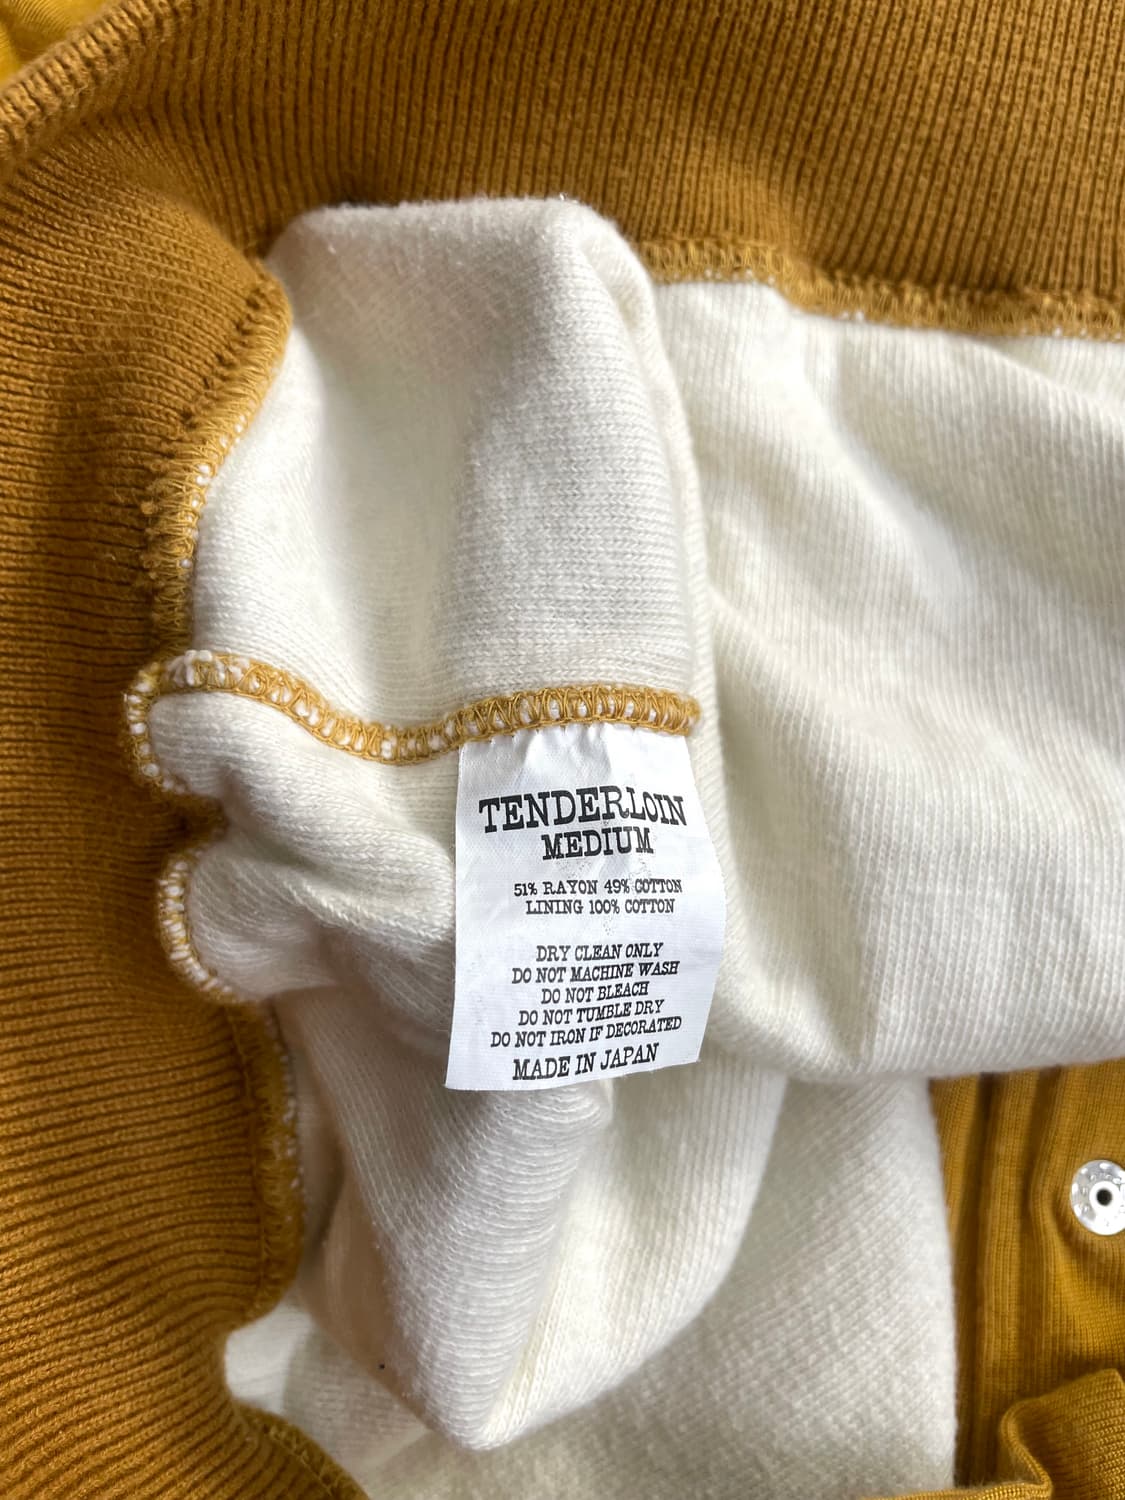 TENDERLOIN
MEDIUM
51% RAYON 49% COTTON
LINING 100% COTTON
DRY CLEAN ONLY
DO NOT MACHINE WASH
DO NOT BLEACH
DO NOT TUMBLE DRY
DO NOT IRON IF DECORATED
MADE IN JAPAN